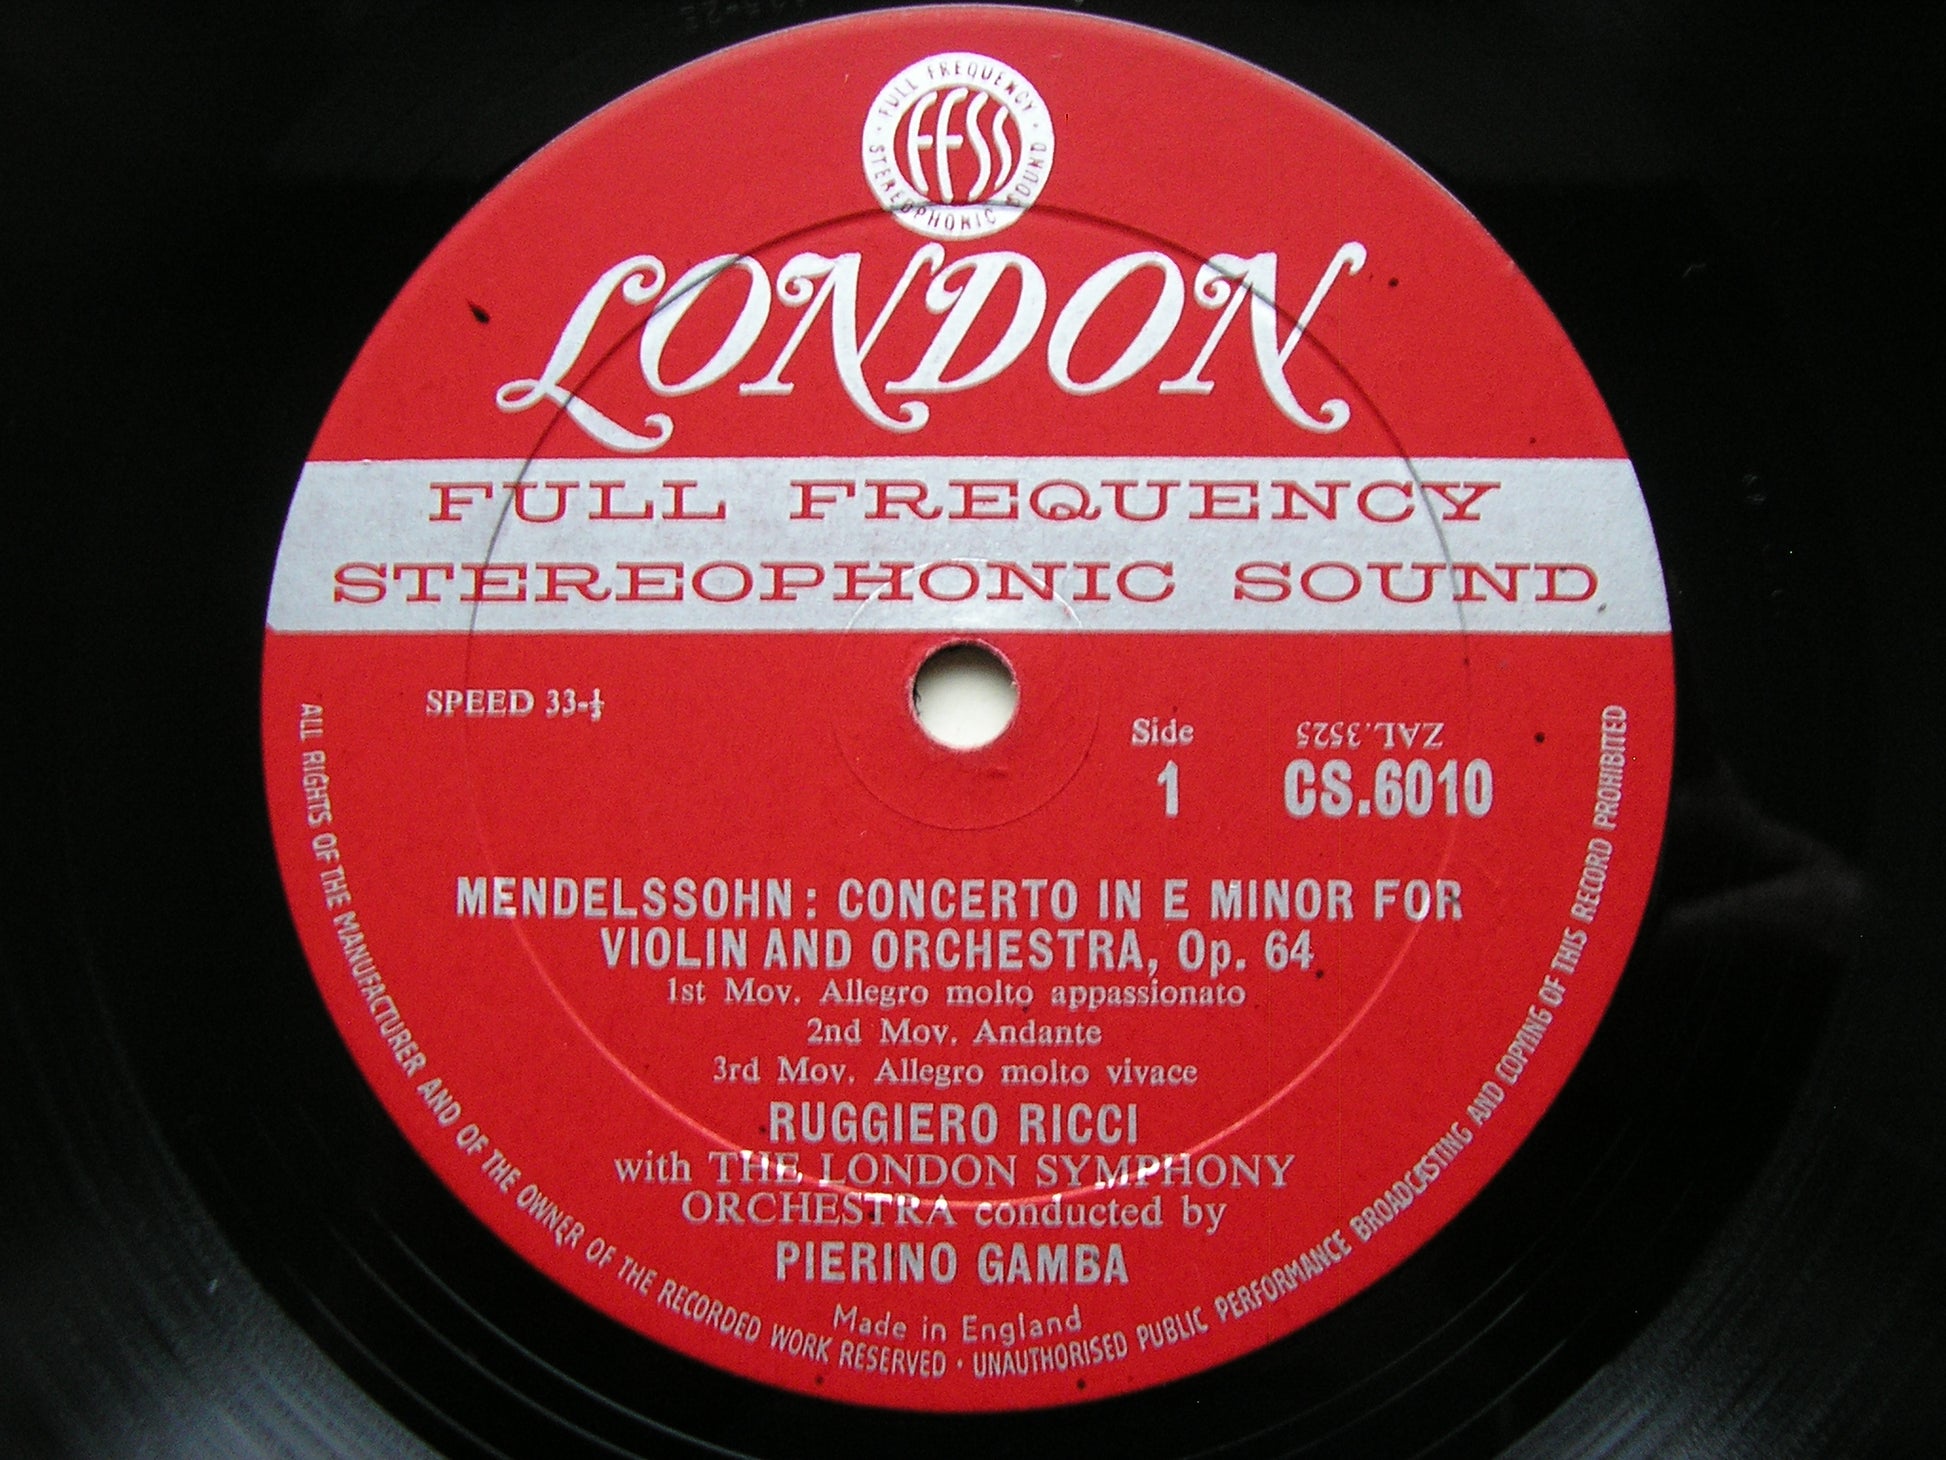 FULL FREQUENCY
FFSS
STEREOPHONIC SOUND
LONDON
FULL FREQUENCY
STEREOPHONIC SOUND
SPEED 33-⅓
Side
1
ZAL.3525
CS.6010
MENDELSSOHN: CONCERTO IN E MINOR FOR
VIOLIN AND ORCHESTRA, Op. 64
1st Mov. Allegro molto appassionato
2nd Mov. Andante
3rd Mov. Allegro molto vivace
RUGGIERO RICCI
with THE LONDON SYMPHONY
ORCHESTRA conducted by
PIERINO GAMBA
Made in England
ALL RIGHTS OF THE MANUFACTURER AND OF THE OWNER OF THE RECORDED WORK RESERVED · UNAUTHORISED PUBLIC PERFORMANCE BROADCASTING AND COPYING OF THIS RECORD PROHIBITED